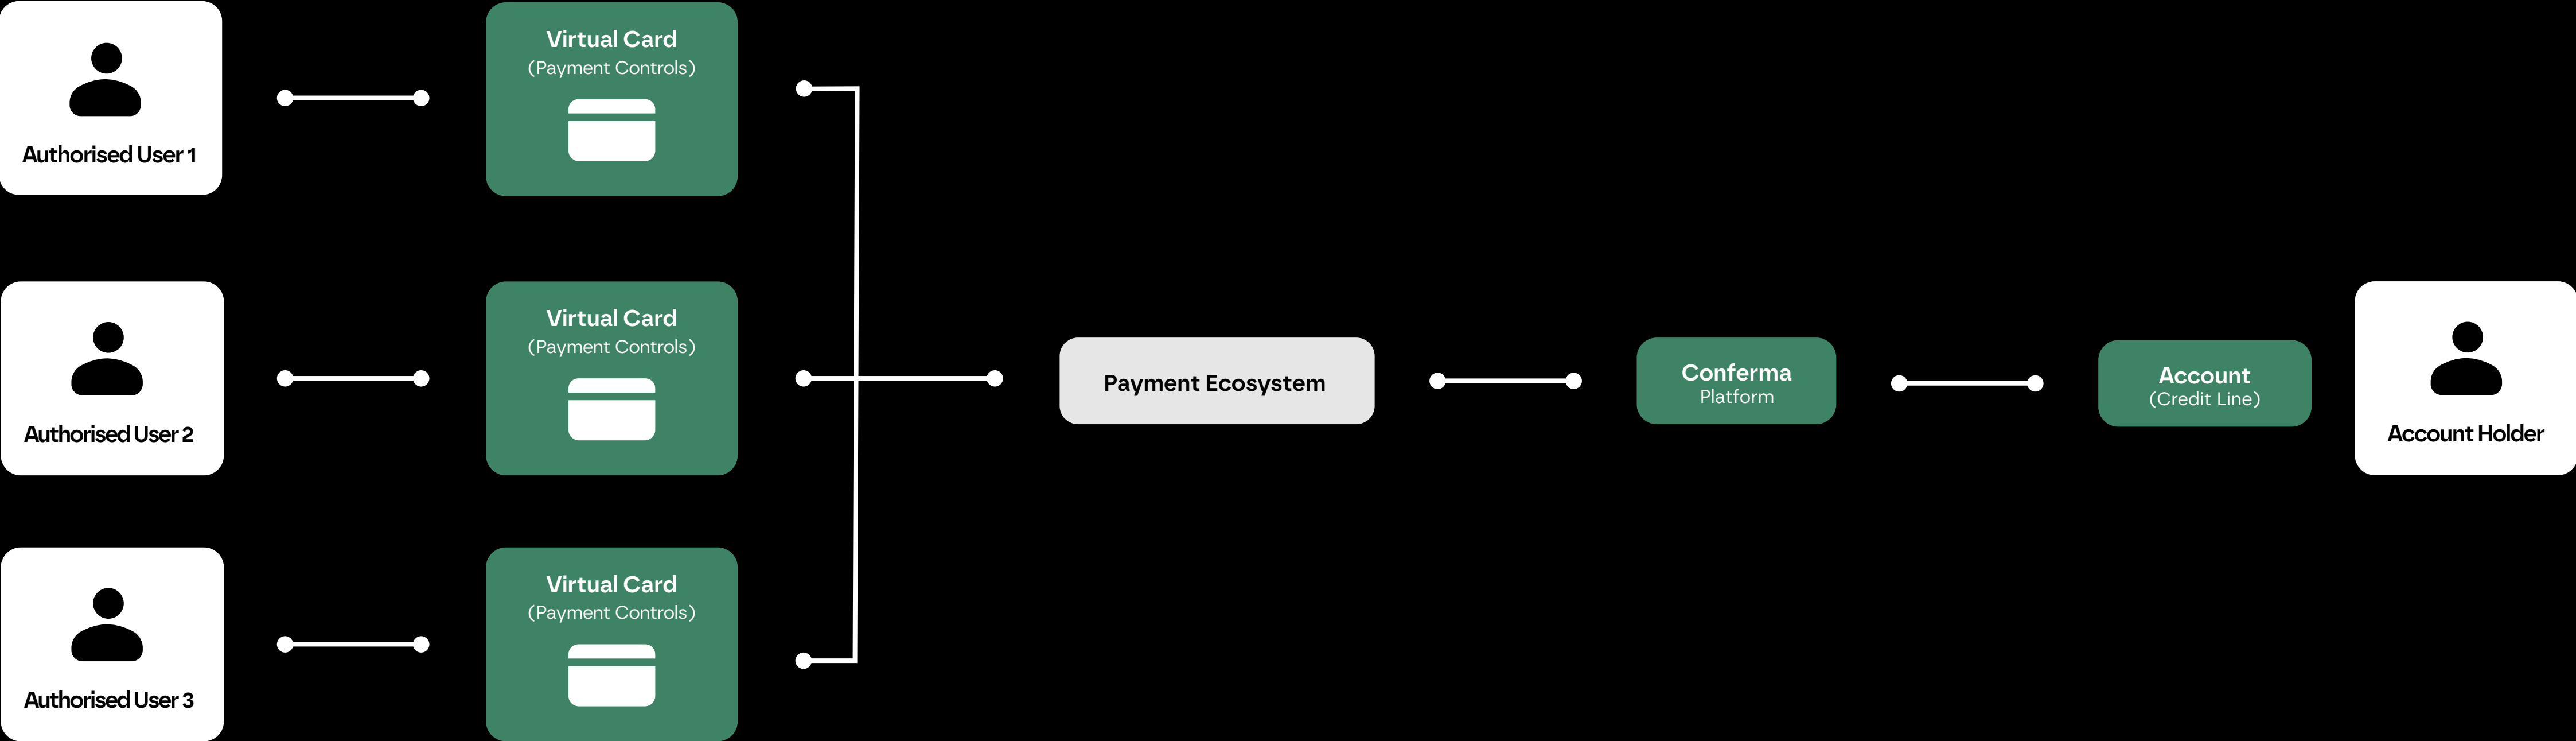 Authorised User 1
Virtual Card
(Payment Controls)
Authorised User 2
Virtual Card
(Payment Controls)
Authorised User 3
Virtual Card
(Payment Controls)
Payment Ecosystem
Conferma
Platform
Account
(Credit Line)
Account Holder